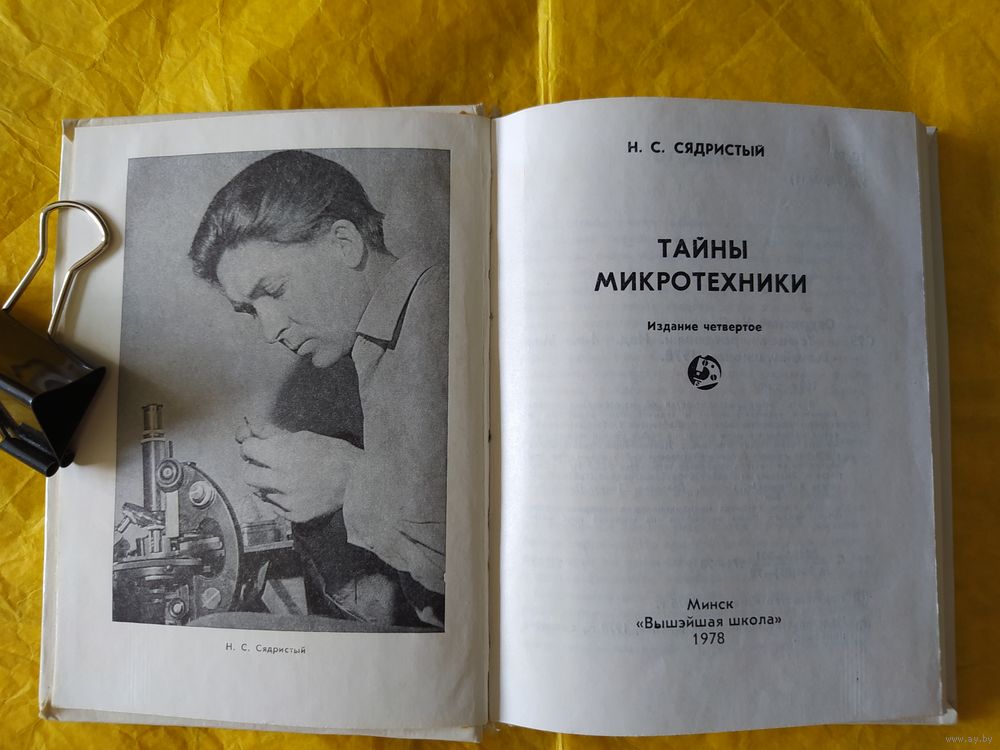 Н. С. Сядристый
Н. С. СЯДРИСТЫЙ
ТАЙНЫ
МИКРОТЕХНИКИ
Издание четвертое
Минск
«Вышэйшая школа»
1978
www.ay.by